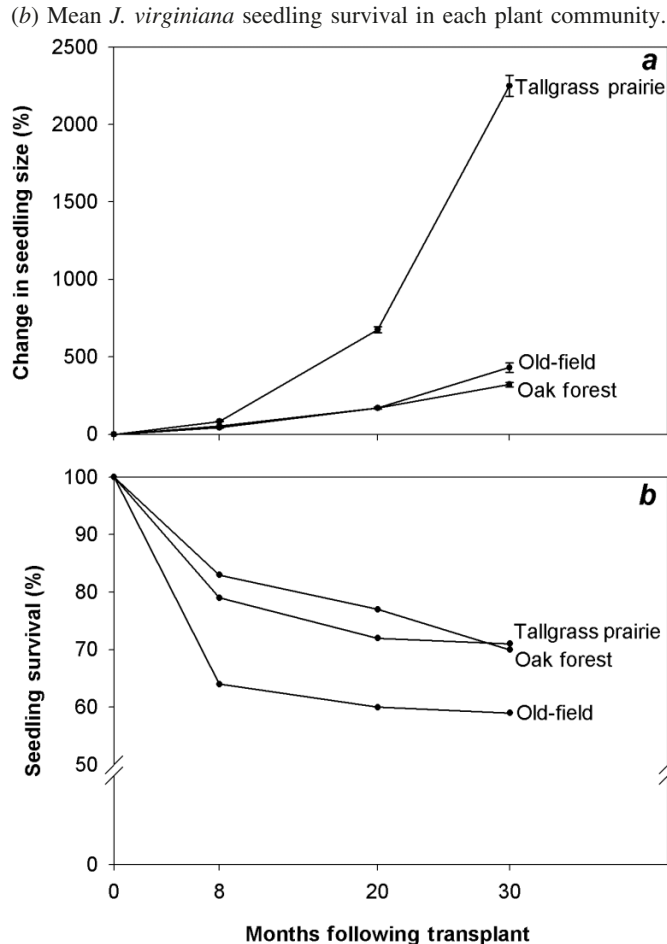 (b) Mean J. virginiana seedling survival in each plant community.
a
2500
2000
1500
1000
500
0
Change in seedling size (%)
Tallgrass prairie
Old-field
Oak forest
b
100
90
80
70
60
50
0
Seedling survival (%)
Tallgrass prairie
Oak forest
Old-field
0 8 20 30
Months following transplant